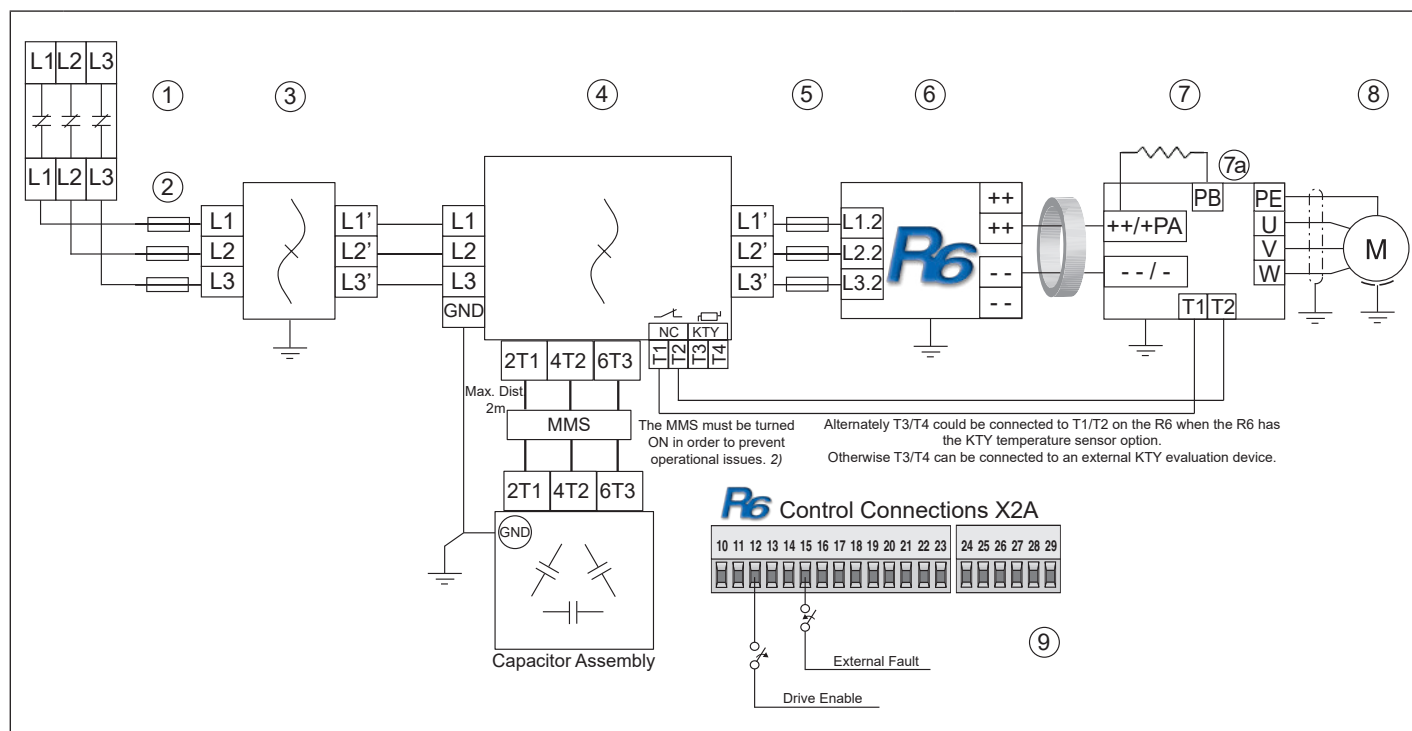 L1 L2 L3
1
3
4
5
6
7
8
L1 L2 L3
2
7a
PB
L1 L1'
L2 L2'
L3 L3'
L1
L2
L3
GND
L1'
L2'
L3'
L1.2
L2.2
L3.2
R6
++
++
- -
- -
++/+PA
- - / -
PE
U
V
W
M
T1 T2
NC KTY
T1 T2 T3 T4
2T1 4T2 6T3
Max. Dist.
2m
MMS
The MMS must be turned
ON in order to prevent
operational issues. 2)
Alternately T3/T4 could be connected to T1/T2 on the R6 when the R6 has
the KTY temperature sensor option.
Otherwise T3/T4 can be connected to an external KTY evaluation device.
2T1 4T2 6T3
GND
Capacitor Assembly
R6 Control Connections X2A
10 11 12 13 14 15 16 17 18 19 20 21 22 23 24 25 26 27 28 29
9
External Fault
Drive Enable